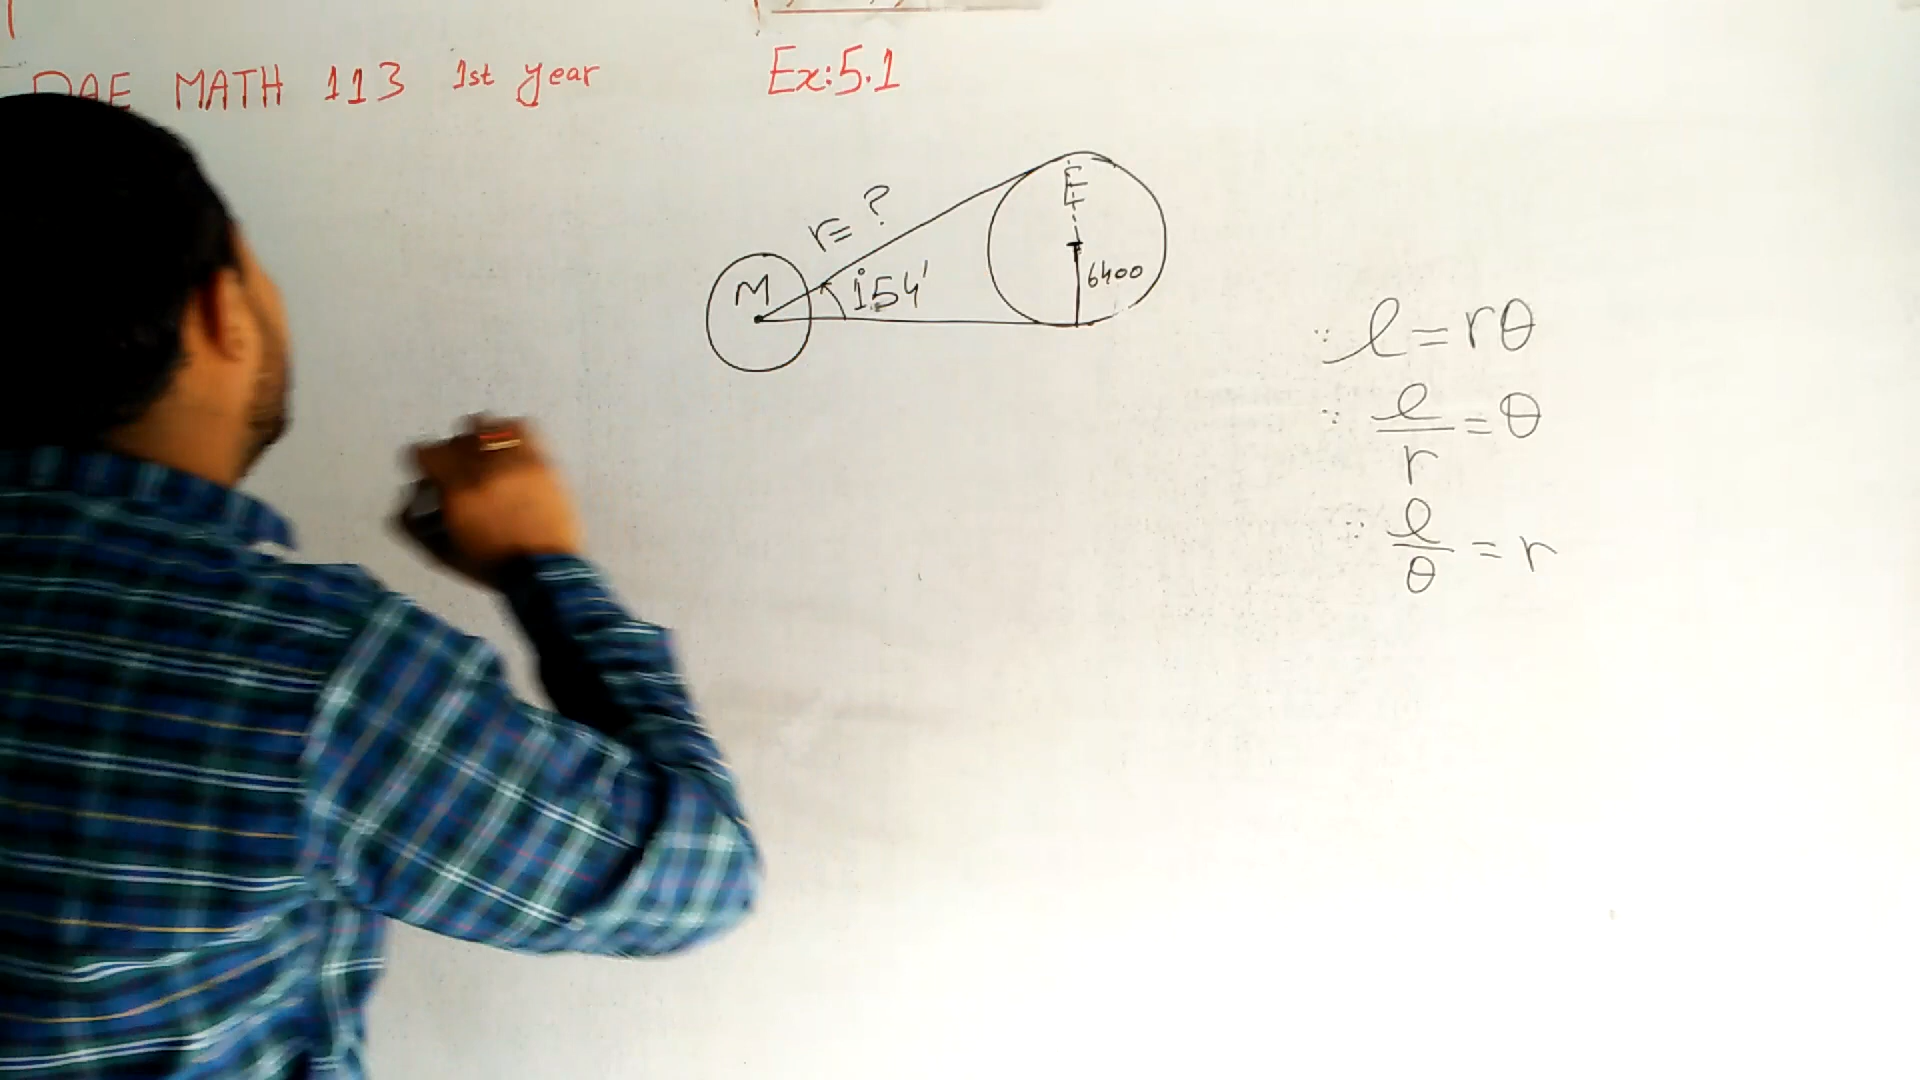 DAE MATH 113 1st year Ex:5.1
E
r= ?
M
1°54'
6400
∵ l=rθ
∵ l/r=θ
∵ l/θ=r